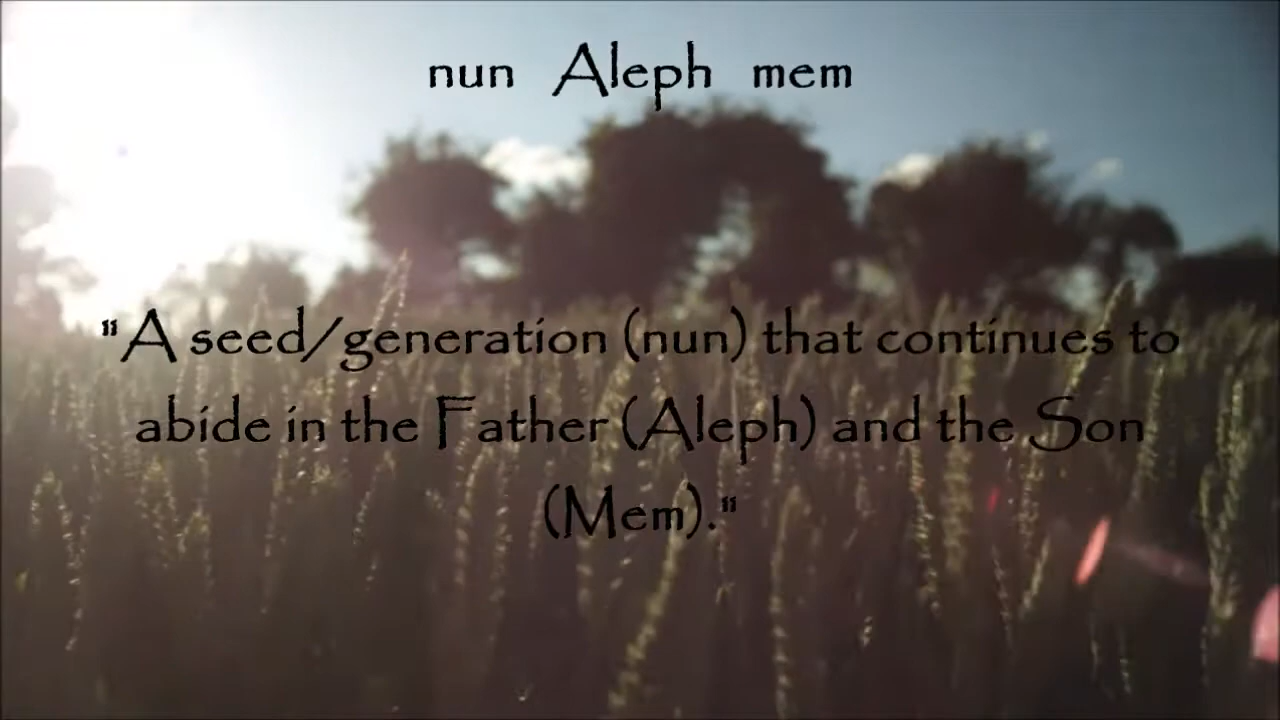 nun Aleph mem
"A seed/generation (nun) that continues to
abide in the Father (Aleph) and the Son
(Mem)."